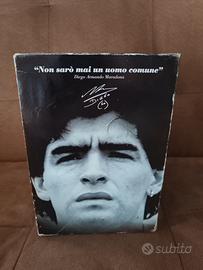 “Non sarò mai un uomo comune”
Diego Armando Maradona
subito